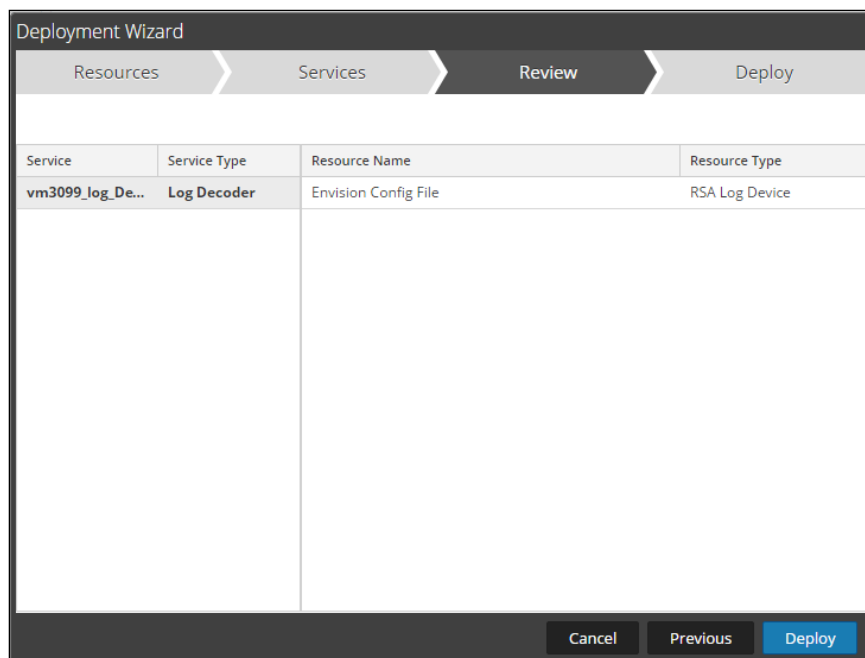 Deployment Wizard
Resources Services Review Deploy
Service Service Type Resource Name Resource Type
vm3099_log_De... Log Decoder Envision Config File RSA Log Device
Cancel Previous Deploy